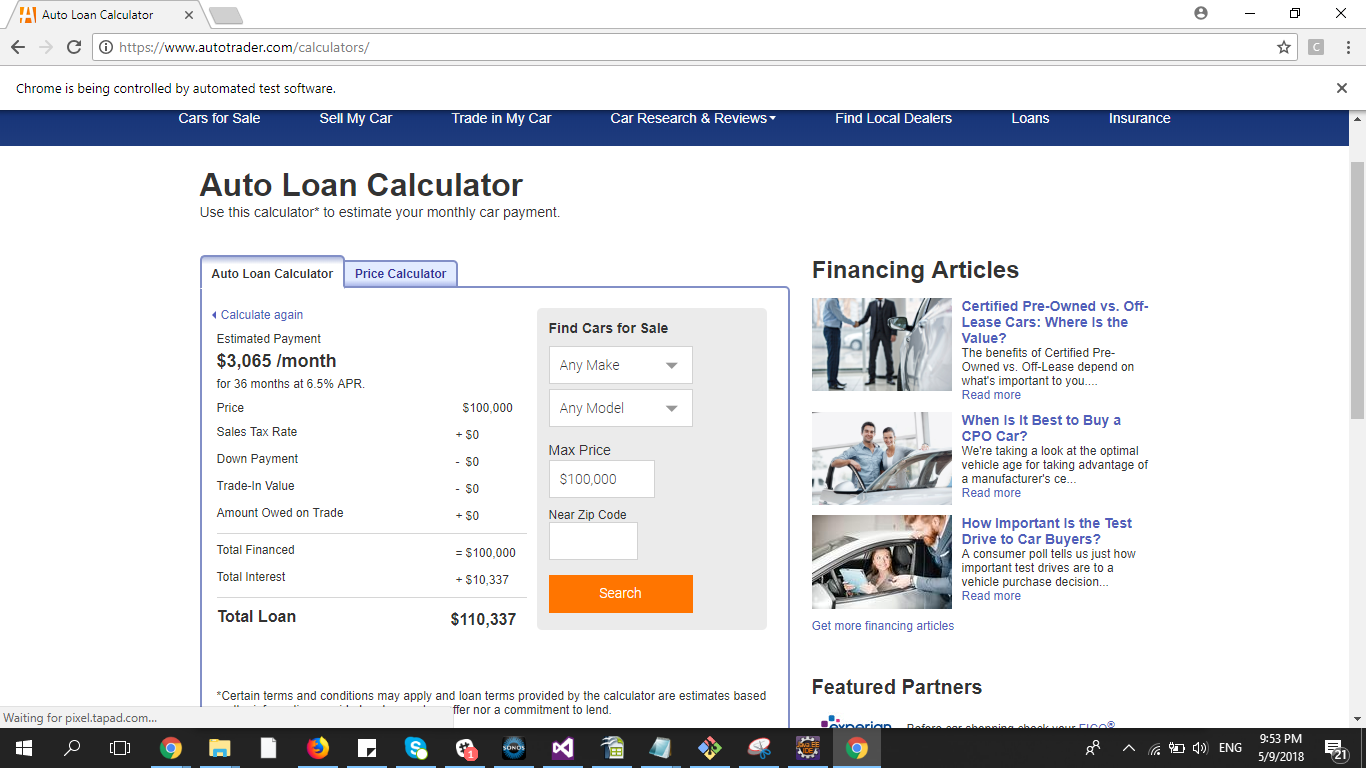 Auto Loan Calculator
https://www.autotrader.com/calculators/
C
Chrome is being controlled by automated test software.
Cars for Sale
Sell My Car
Trade in My Car
Car Research & Reviews
Find Local Dealers
Loans
Insurance
Auto Loan Calculator
Use this calculator* to estimate your monthly car payment.
Auto Loan Calculator
Price Calculator
Calculate again
Estimated Payment
$3,065 /month
for 36 months at 6.5% APR.
Price $100,000
Sales Tax Rate + $0
Down Payment - $0
Trade-In Value - $0
Amount Owed on Trade + $0
Total Financed = $100,000
Total Interest + $10,337
Total Loan $110,337
Find Cars for Sale
Any Make
Any Model
Max Price
$100,000
Near Zip Code
Search
*Certain terms and conditions may apply and loan terms provided by the calculator are estimates based
offer nor a commitment to lend.
Financing Articles
Certified Pre-Owned vs. Off-
Lease Cars: Where Is the
Value?
The benefits of Certified Pre-
Owned vs. Off-Lease depend on
what's important to you....
Read more
When Is It Best to Buy a
CPO Car?
We're taking a look at the optimal
vehicle age for taking advantage of
a manufacturer's ce...
Read more
How Important Is the Test
Drive to Car Buyers?
A consumer poll tells us just how
important test drives are to a
vehicle purchase decision...
Read more
Get more financing articles
Featured Partners
experian
Before car shopping check your FICO®
Waiting for pixel.tapad.com...
1
SONOS
ENG
9:53 PM
5/9/2018
21